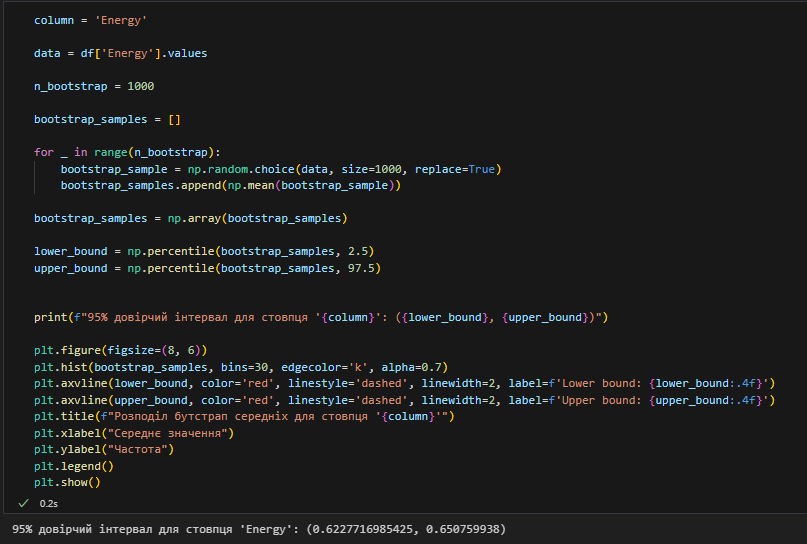 column = 'Energy'
data = df['Energy'].values
n_bootstrap = 1000
bootstrap_samples = []
for _ in range(n_bootstrap):
    bootstrap_sample = np.random.choice(data, size=1000, replace=True)
    bootstrap_samples.append(np.mean(bootstrap_sample))
bootstrap_samples = np.array(bootstrap_samples)
lower_bound = np.percentile(bootstrap_samples, 2.5)
upper_bound = np.percentile(bootstrap_samples, 97.5)
print(f"95% довірчий інтервал для стовпця '{column}': ({lower_bound}, {upper_bound})")
plt.figure(figsize=(8, 6))
plt.hist(bootstrap_samples, bins=30, edgecolor='k', alpha=0.7)
plt.axvline(lower_bound, color='red', linestyle='dashed', linewidth=2, label=f'Lower bound: {lower_bound:.4f}')
plt.axvline(upper_bound, color='red', linestyle='dashed', linewidth=2, label=f'Upper bound: {upper_bound:.4f}')
plt.title(f"Розподіл бутстрап середніх для стовпця '{column}'")
plt.xlabel("Середнє значення")
plt.ylabel("Частота")
plt.legend()
plt.show()
0.2s
95% довірчий інтервал для стовпця 'Energy': (0.6227716985425, 0.650759938)